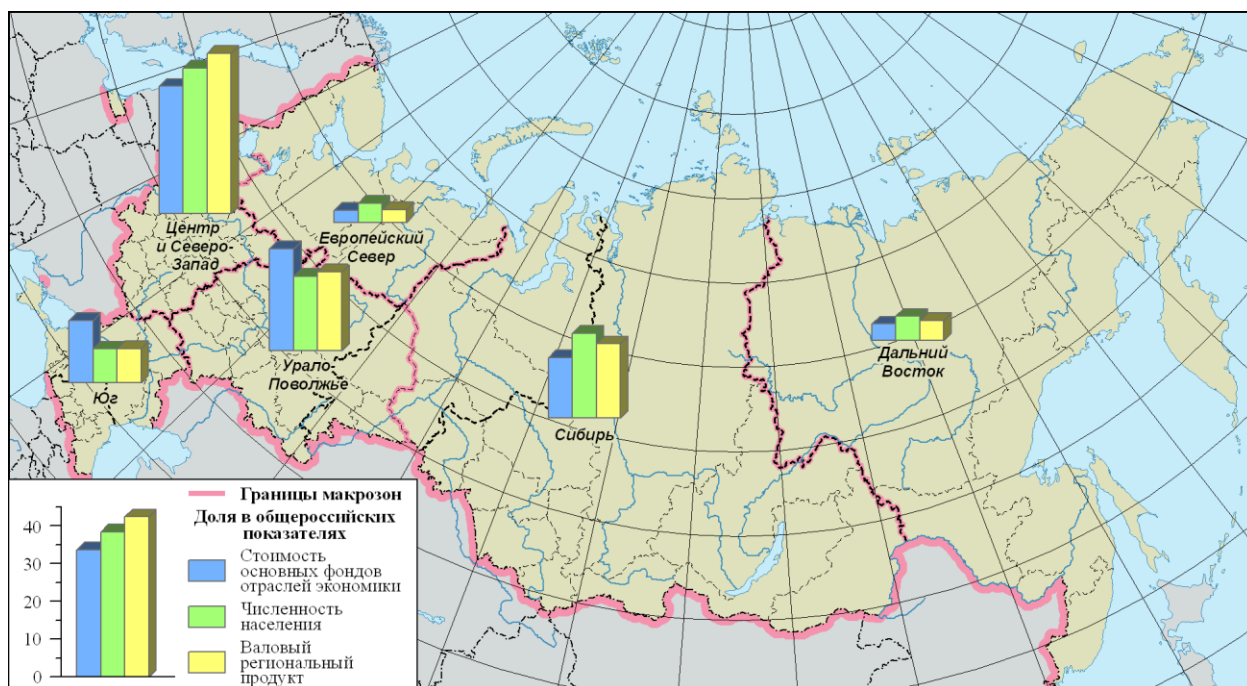 Центр
и Северо-
Запад
Европейский
Север
Урало-
Поволжье
Юг
Сибирь
Дальний
Восток
Границы макрозон
Доля в общероссийских
показателях
Стоимость
основных фондов
отраслей экономики
Численность
населения
Валовый
региональный
продукт
40
30
20
10
0